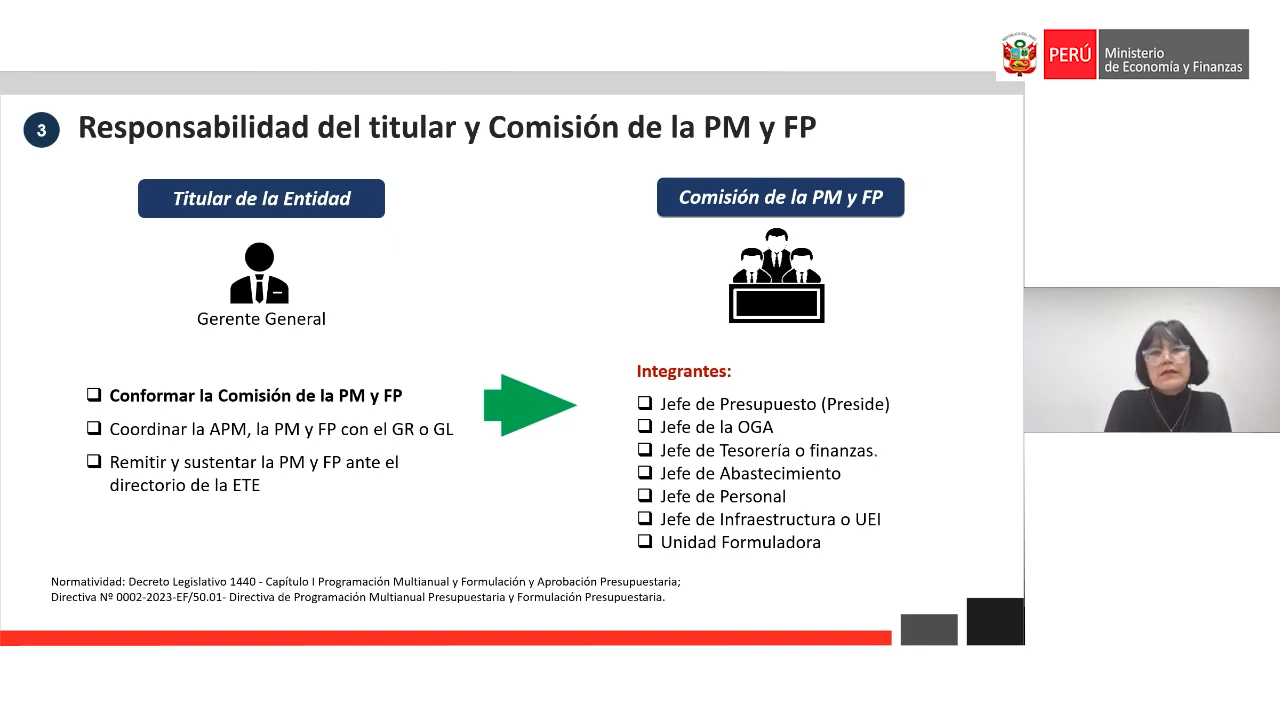 REPÚBLICA DEL PERÚ
PERÚ
Ministerio
de Economía y Finanzas
3
Responsabilidad del titular y Comisión de la PM y FP
Titular de la Entidad
Gerente General
❑ Conformar la Comisión de la PM y FP
❑ Coordinar la APM, la PM y FP con el GR o GL
❑ Remitir y sustentar la PM y FP ante el
directorio de la ETE
Comisión de la PM y FP
Integrantes:
❑ Jefe de Presupuesto (Preside)
❑ Jefe de la OGA
❑ Jefe de Tesorería o finanzas.
❑ Jefe de Abastecimiento
❑ Jefe de Personal
❑ Jefe de Infraestructura o UEI
❑ Unidad Formuladora
Normatividad: Decreto Legislativo 1440 - Capítulo I Programación Multianual y Formulación y Aprobación Presupuestaria;
Directiva Nº 0002-2023-EF/50.01- Directiva de Programación Multianual Presupuestaria y Formulación Presupuestaria.